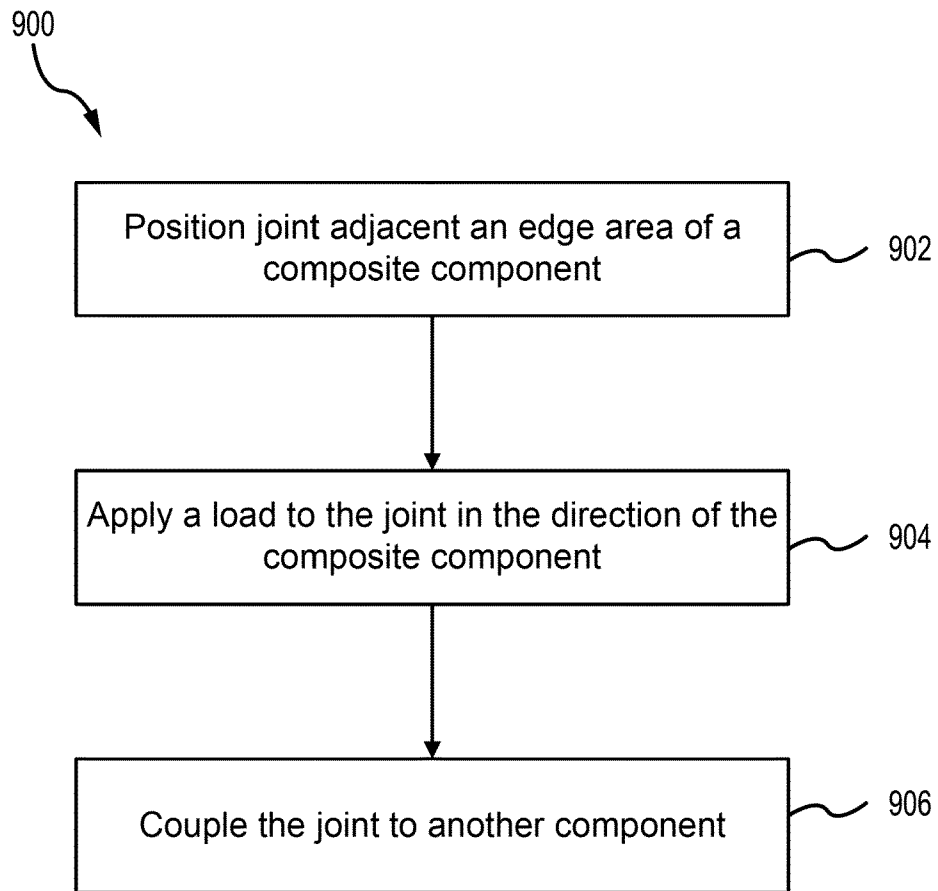 900
Position joint adjacent an edge area of a
composite component
902
Apply a load to the joint in the direction of the
composite component
904
Couple the joint to another component
906